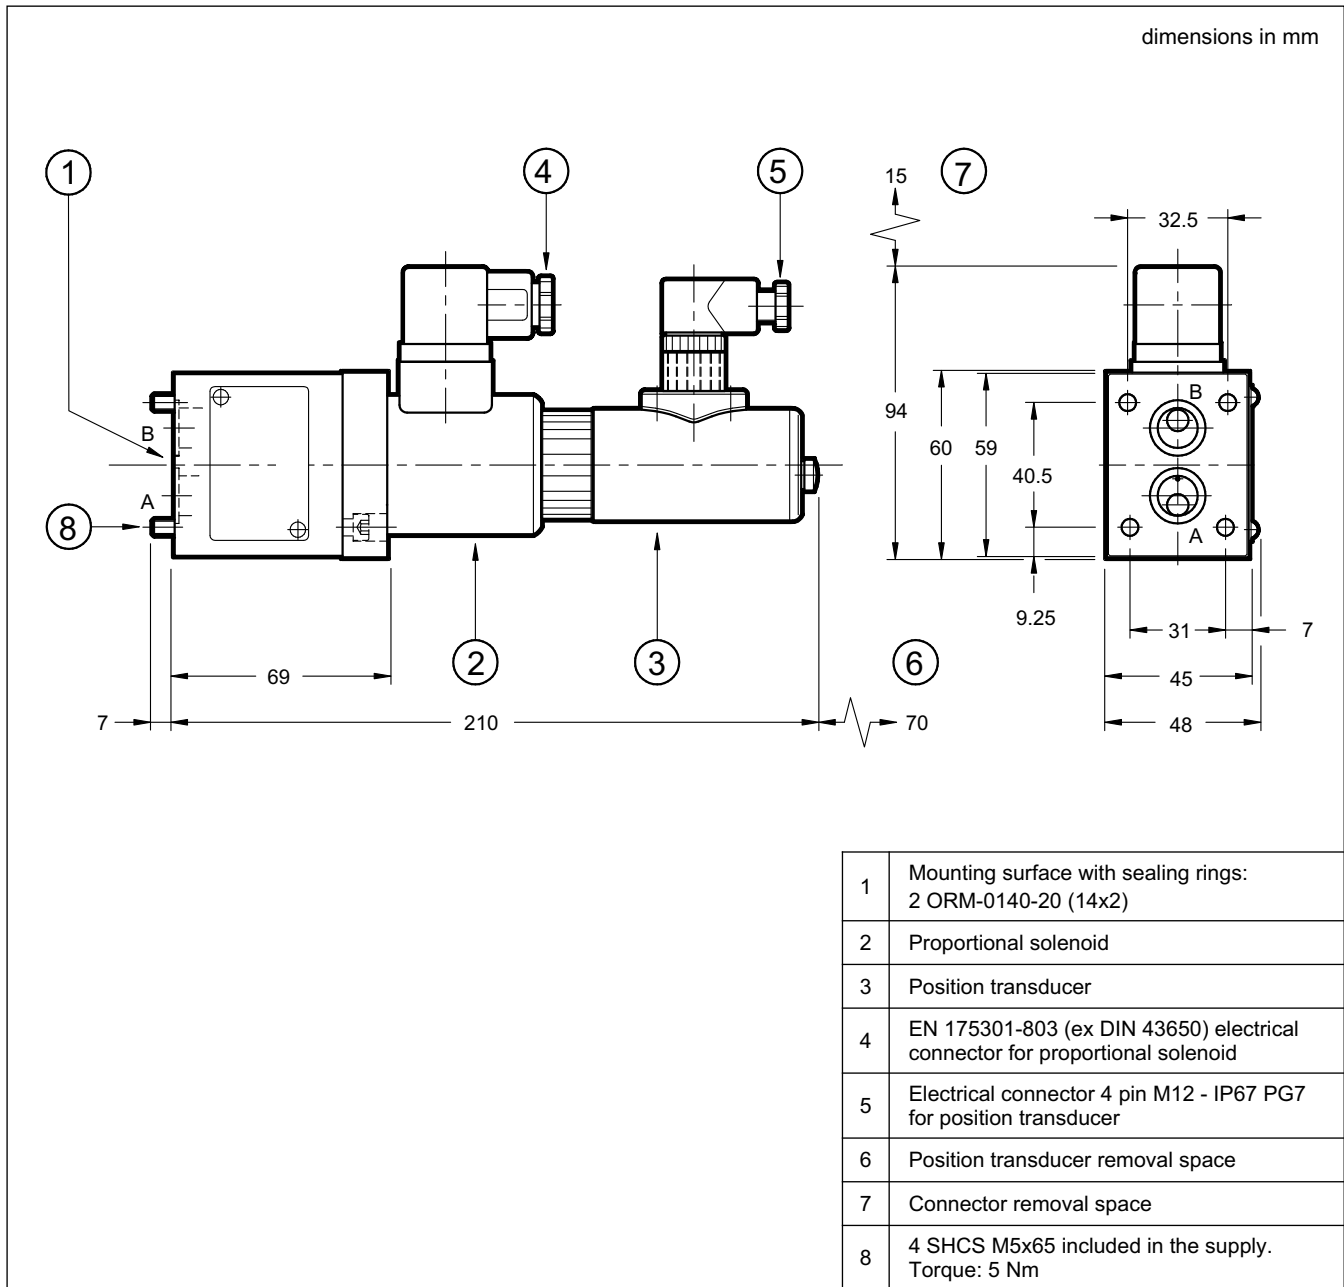 dimensions in mm
1
4
5
15
7
32.5
B
A
94
60
59
40.5
9.25
B
A
8
2
3
6
31
7
69
45
7
210
70
48
1
Mounting surface with sealing rings:
2 ORM-0140-20 (14x2)
2
Proportional solenoid
3
Position transducer
4
EN 175301-803 (ex DIN 43650) electrical
connector for proportional solenoid
5
Electrical connector 4 pin M12 - IP67 PG7
for position transducer
6
Position transducer removal space
7
Connector removal space
8
4 SHCS M5x65 included in the supply.
Torque: 5 Nm